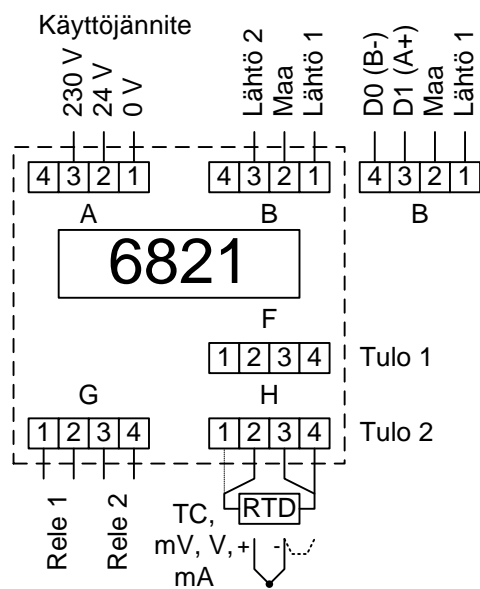 Käyttöjännite
230 V
24 V
0 V
Lähtö 2
Maa
Lähtö 1
D0 (B-)
D1 (A+)
Maa
Lähtö 1
4 3 2 1
4 3 2 1
4 3 2 1
A
B
B
6821
F
1 2 3 4
Tulo 1
G
H
1 2 3 4
1 2 3 4
Tulo 2
Rele 1
Rele 2
RTD
TC,
mV, V,
mA
+
-